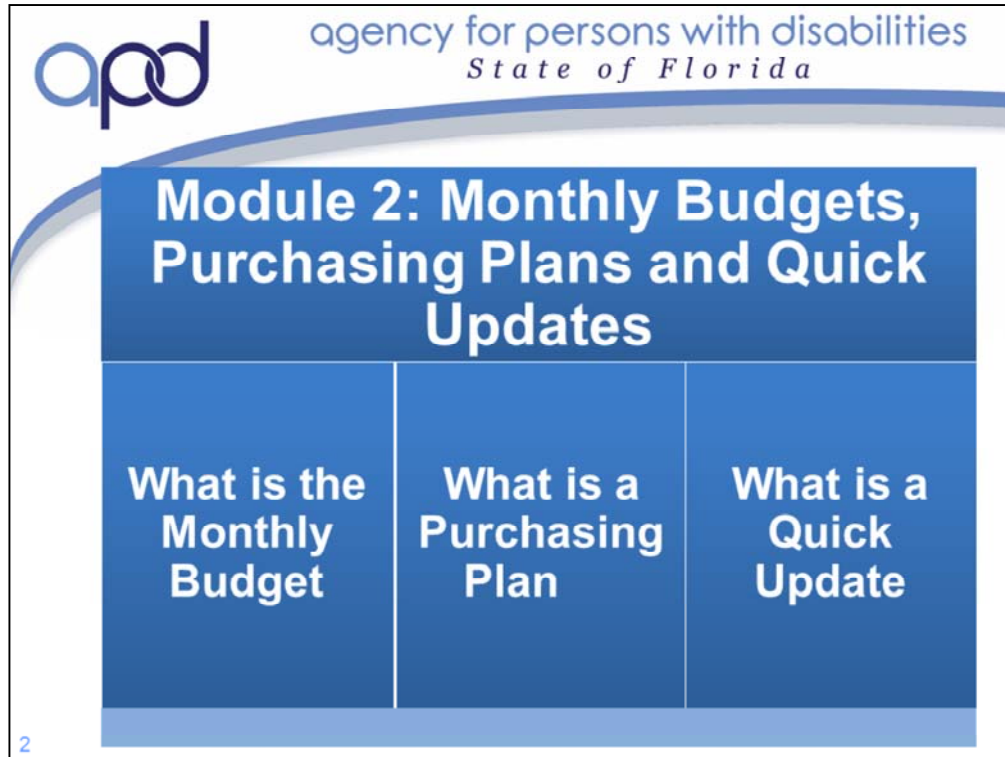 apd
agency for persons with disabilities
State of Florida
Module 2: Monthly Budgets,
Purchasing Plans and Quick
Updates
What is the
Monthly
Budget
What is a
Purchasing
Plan
What is a
Quick
Update
2